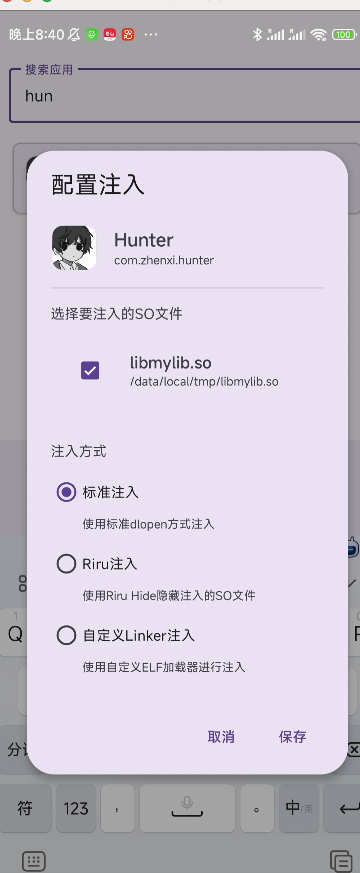 晚上8:40
100
搜索应用
hun
配置注入
Hunter
com.zhenxi.hunter
选择要注入的SO文件
libmylib.so
/data/local/tmp/libmylib.so
注入方式
标准注入
使用标准dlopen方式注入
Riru注入
使用Riru Hide隐藏注入的SO文件
自定义Linker注入
使用自定义ELF加载器进行注入
取消 保存
1
Q
符 123 , 。 中/英